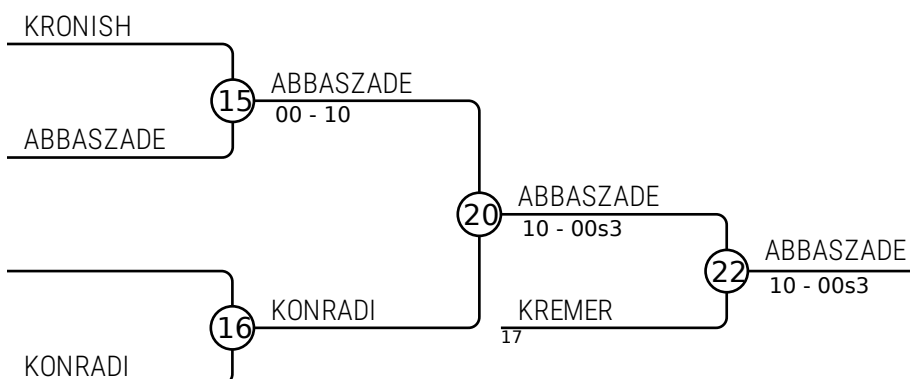 KRONISH
15
ABBASZADE
00 - 10
ABBASZADE
20
ABBASZADE
10 - 00s3
22
ABBASZADE
10 - 00s3
16
KONRADI
KREMER
17
KONRADI